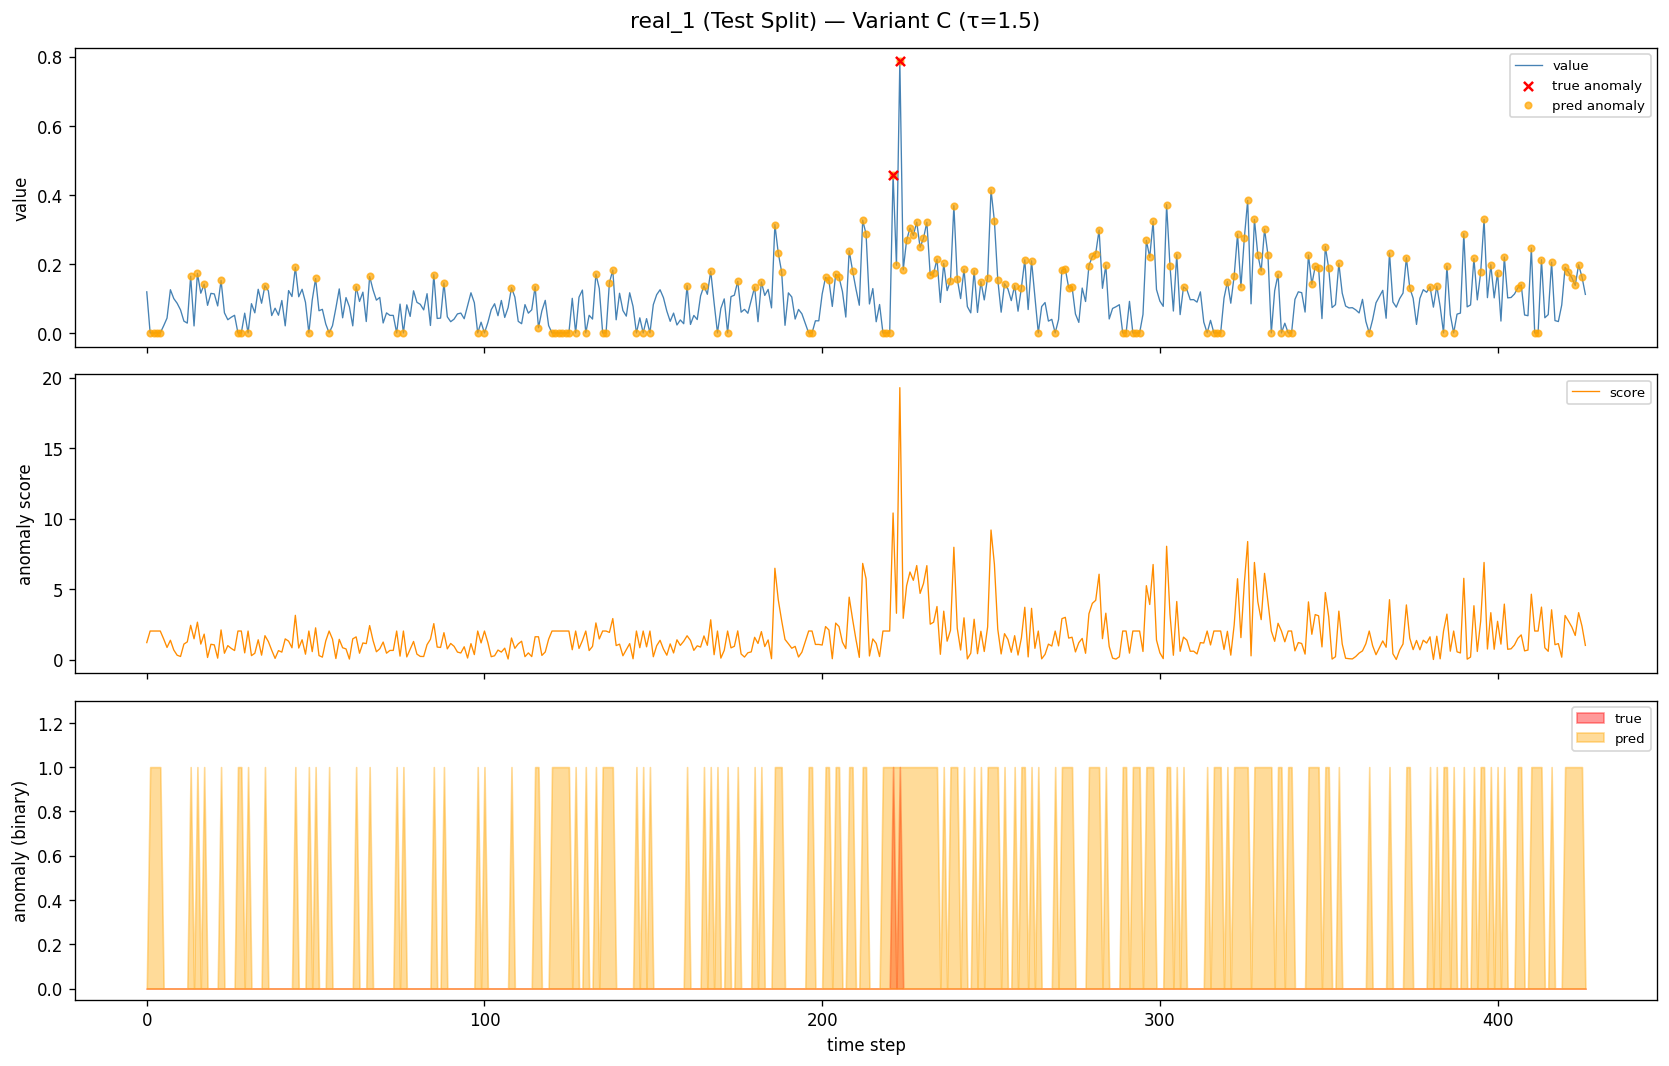 real_1 (Test Split) — Variant C (τ=1.5)
0.8
0.6
0.4
0.2
0.0
value
value
true anomaly
pred anomaly
20
15
10
5
0
anomaly score
score
1.2
1.0
0.8
0.6
0.4
0.2
0.0
anomaly (binary)
true
pred
0 100 200 300 400
time step